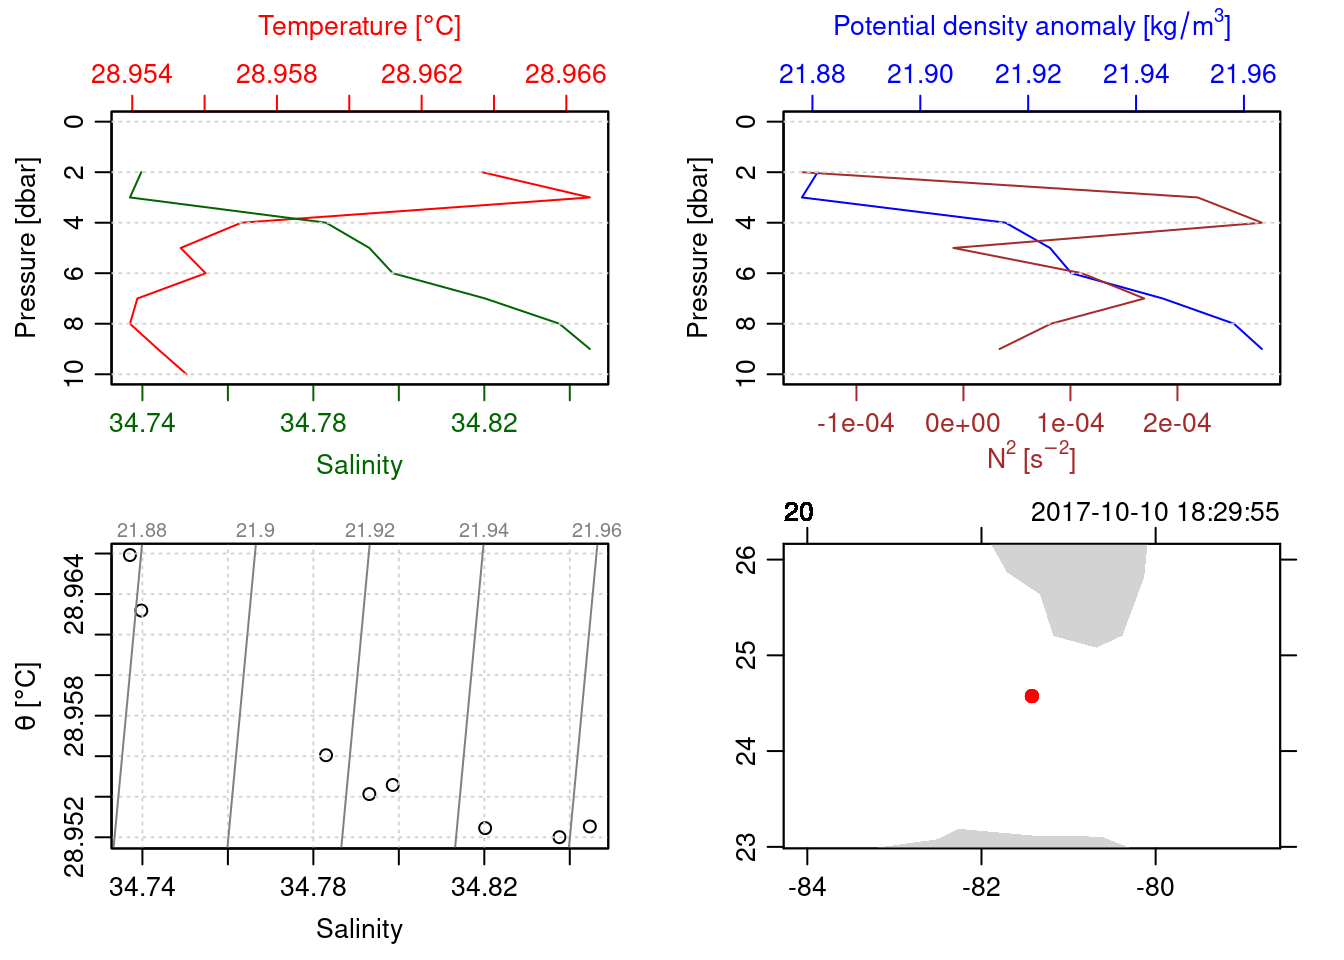 Temperature [°C]
28.954 28.958 28.962 28.966
Pressure [dbar]
0
2
4
6
8
10
34.74 34.78 34.82
Salinity
Potential density anomaly [kg/m³]
21.88 21.90 21.92 21.94 21.96
Pressure [dbar]
0
2
4
6
8
10
-1e-04 0e+00 1e-04 2e-04
N² [s⁻²]
21.88 21.9 21.92 21.94 21.96
θ [°C]
28.964
28.958
28.952
34.74 34.78 34.82
Salinity
20 2017-10-10 18:29:55
26
25
24
23
-84 -82 -80